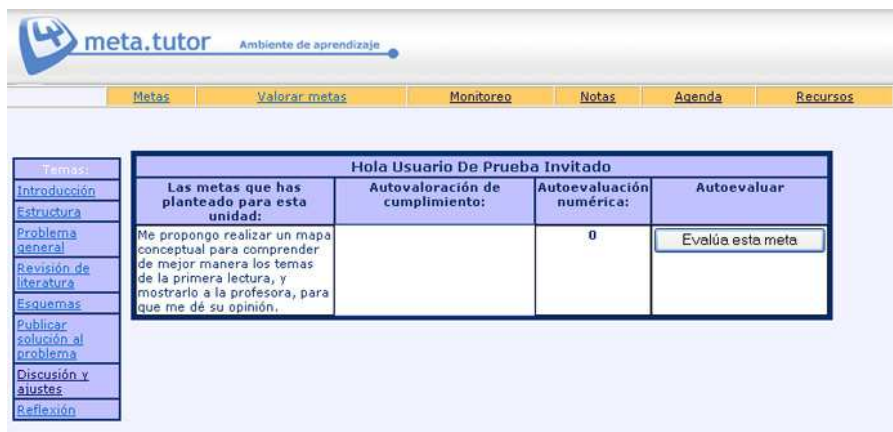 meta.tutor Ambiente de aprendizaje
Metas Valorar metas Monitoreo Notas Agenda Recursos
Temas:
Introducción
Estructura
Problema
general
Revisión de
literatura
Esquemas
Publicar
solución al
problema
Discusión y
ajustes
Reflexión
Hola Usuario De Prueba Invitado
Las metas que has
planteado para esta
unidad:
Autovaloración de
cumplimiento:
Autoevaluación
numérica:
Autoevaluar
Me propongo realizar un mapa
conceptual para comprender
de mejor manera los temas
de la primera lectura, y
mostrarlo a la profesora, para
que me dé su opinión.
0
Evalúa esta meta